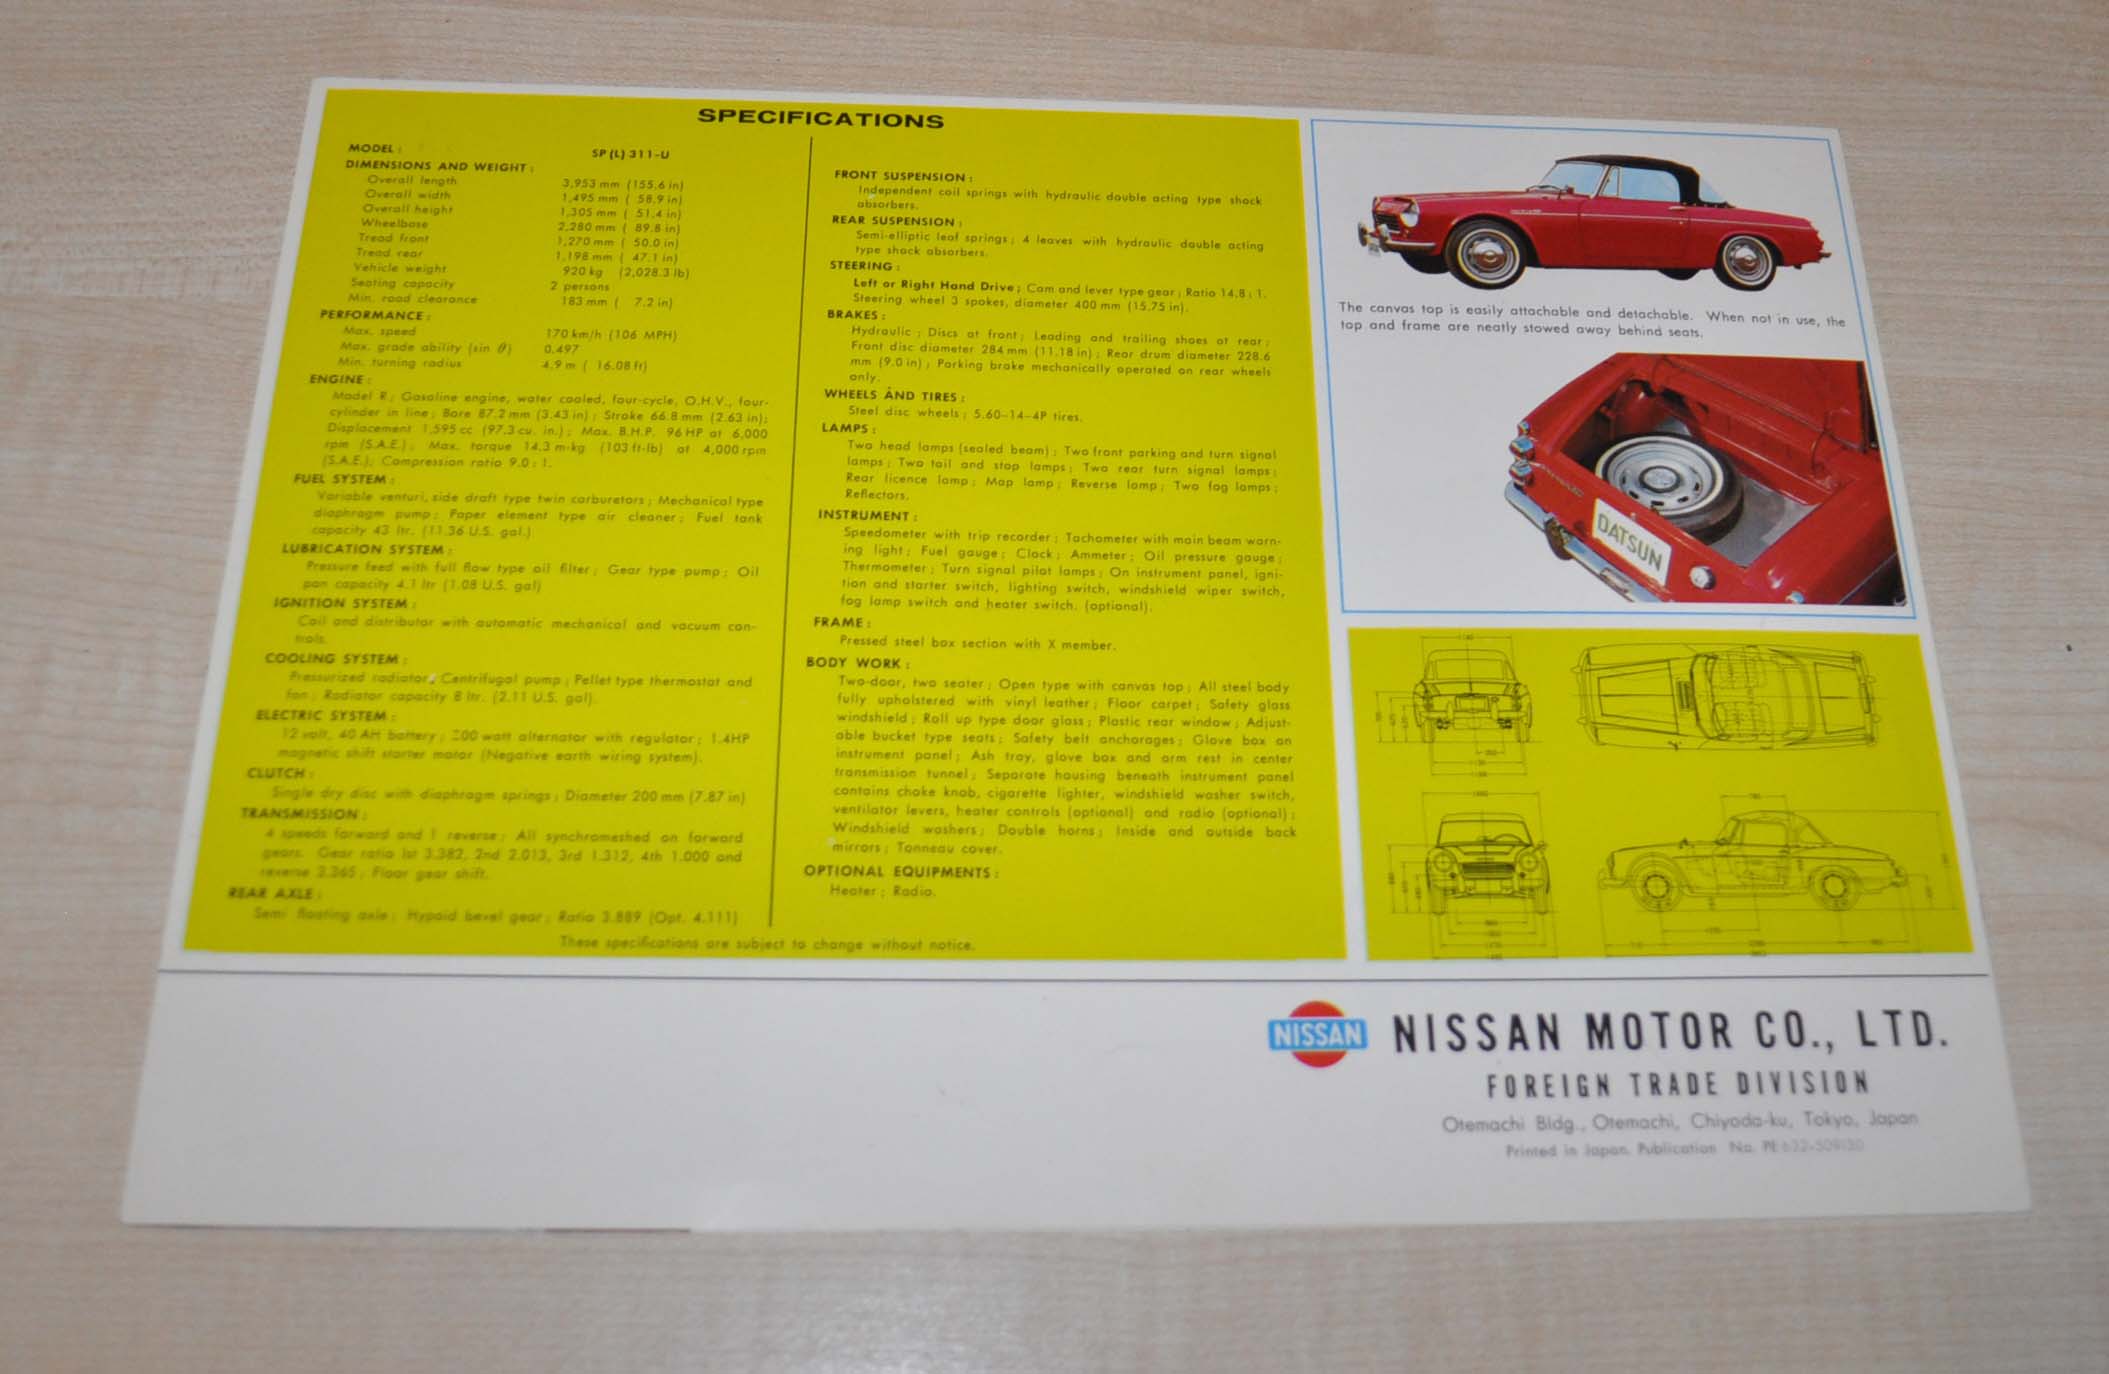 SPECIFICATIONS
MODEL : SP (L) 311-U
DIMENSIONS AND WEIGHT :
Overall length 3,953 mm (155.6 in)
Overall width 1,495 mm ( 58.9 in)
Overall height 1,305 mm ( 51.4 in)
Wheelbase 2,280 mm ( 89.8 in)
Tread front 1,270 mm ( 50.0 in)
Tread rear 1,198 mm ( 47.1 in)
Vehicle weight 920 kg (2,028.3 lb)
Seating capacity 2 persons
Min. road clearance 183 mm ( 7.2 in)
PERFORMANCE :
Max. speed 170 km/h (106 MPH)
Max. grade ability (sin θ) 0.497
Min. turning radius 4.9 m ( 16.08 ft)
ENGINE :
Model R ; Gasoline engine, water cooled, four-cycle, O.H.V., four-
cylinder in line ; Bore 87.2 mm (3.43 in) ; Stroke 66.8 mm (2.63 in);
Displacement 1,595 cc (97.3 cu. in.) ; Max. B.H.P. 96 HP at 6,000
rpm (S.A.E.) ; Max. torque 14.3 m-kg (103 ft-lb) at 4,000 rpm
(S.A.E.); Compression ratio 9.0 : 1.
FUEL SYSTEM :
Variable venturi, side draft type twin carburetors ; Mechanical type
diaphragm pump ; Paper element type air cleaner ; Fuel tank
capacity 43 ltr. (11.36 U.S. gal.)
LUBRICATION SYSTEM :
Pressure feed with full flow type oil filter ; Gear type pump ; Oil
pan capacity 4.1 ltr (1.08 U.S. gal)
IGNITION SYSTEM :
Coil and distributor with automatic mechanical and vacuum con-
trols.
COOLING SYSTEM :
Pressurized radiator ; Centrifugal pump ; Pellet type thermostat and
fan ; Radiator capacity 8 ltr. (2.11 U.S. gal).
ELECTRIC SYSTEM :
12 volt, 40 AH battery ; 300 watt alternator with regulator ; 1.4HP
magnetic shift starter motor (Negative earth wiring system).
CLUTCH :
Single dry disc with diaphragm springs ; Diameter 200 mm (7.87 in)
TRANSMISSION :
4 speeds forward and 1 reverse ; All synchromeshed on forward
gears. Gear ratio 1st 3.382, 2nd 2.013, 3rd 1.312, 4th 1.000 and
reverse 3.365 ; Floor gear shift.
REAR AXLE :
Semi floating axle ; Hypoid bevel gear ; Ratio 3.889 (Opt. 4.111)
FRONT SUSPENSION :
Independent coil springs with hydraulic double acting type shock
absorbers.
REAR SUSPENSION :
Semi-elliptic leaf springs ; 4 leaves with hydraulic double acting
type shock absorbers.
STEERING :
Left or Right Hand Drive ; Cam and lever type gear ; Ratio 14.8 : 1.
Steering wheel 3 spokes, diameter 400 mm (15.75 in).
BRAKES :
Hydraulic ; Discs at front ; Leading and trailing shoes at rear ;
Front disc diameter 284 mm (11.18 in) ; Rear drum diameter 228.6
mm (9.0 in) ; Parking brake mechanically operated on rear wheels
only.
WHEELS AND TIRES :
Steel disc wheels ; 5.60-14-4P tires.
LAMPS :
Two head lamps (sealed beam) ; Two front parking and turn signal
lamps ; Two tail and stop lamps ; Two rear turn signal lamps ;
Rear licence lamp ; Map lamp ; Reverse lamp ; Two fog lamps ;
Reflectors.
INSTRUMENT :
Speedometer with trip recorder ; Tachometer with main beam warn-
ing light ; Fuel gauge ; Clock ; Ammeter ; Oil pressure gauge ;
Thermometer ; Turn signal pilot lamps ; On instrument panel, igni-
tion and starter switch, lighting switch, windshield wiper switch,
fog lamp switch and heater switch. (optional).
FRAME :
Pressed steel box section with X member.
BODY WORK :
Two-door, two seater ; Open type with canvas top ; All steel body
fully upholstered with vinyl leather ; Floor carpet ; Safety glass
windshield ; Roll up type door glass ; Plastic rear window ; Adjust-
able bucket type seats ; Safety belt anchorages ; Glove box on
instrument panel ; Ash tray, glove box and arm rest in center
transmission tunnel ; Separate housing beneath instrument panel
contains choke knob, cigarette lighter, windshield washer switch,
ventilator levers, heater controls (optional) and radio (optional) ;
Windshield washers ; Double horns ; Inside and outside back
mirrors ; Tonneau cover.
OPTIONAL EQUIPMENTS :
Heater ; Radio.
These specifications are subject to change without notice.
The canvas top is easily attachable and detachable. When not in use, the
top and frame are neatly stowed away behind seats.
DATSUN
NISSAN
NISSAN MOTOR CO., LTD.
FOREIGN TRADE DIVISION
Otemachi Bldg., Otemachi, Chiyoda-ku, Tokyo, Japan
Printed in Japan. Publication No. PE 632-509130